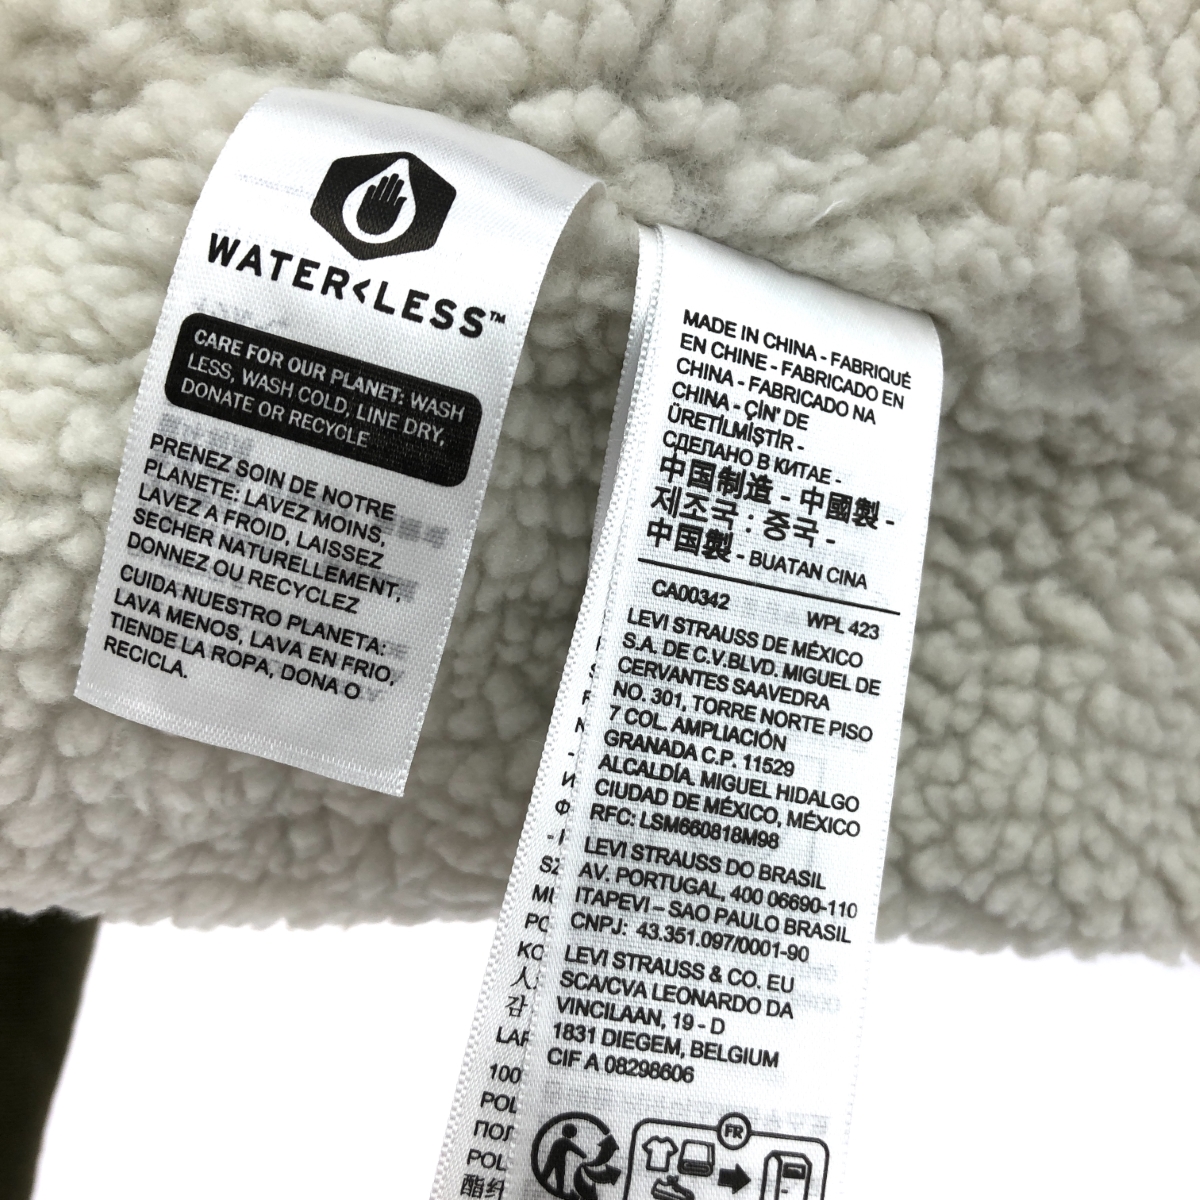 WATER<LESS™
CARE FOR OUR PLANET: WASH
LESS, WASH COLD, LINE DRY,
DONATE OR RECYCLE
PRENEZ SOIN DE NOTRE
PLANETE: LAVEZ MOINS,
LAVEZ A FROID, LAISSEZ
SECHER NATURELLEMENT,
DONNEZ OU RECYCLEZ
CUIDA NUESTRO PLANETA:
LAVA MENOS, LAVA EN FRIO,
TIENDE LA ROPA, DONA O
RECICLA.
MADE IN CHINA - FABRIQUÉ
EN CHINE - FABRICADO EN
CHINA - FABRICADO NA
CHINA - ÇİN' DE
ÜRETİLMİŞTİR -
СДЕЛАНО В КИТАЕ -
中国制造 - 中國製 -
제조국 : 중국 -
中国製 - BUATAN CINA
CA00342 WPL 423
LEVI STRAUSS DE MÉXICO
S.A. DE C.V.BLVD. MIGUEL DE
CERVANTES SAAVEDRA
NO. 301, TORRE NORTE PISO
7 COL. AMPLIACIÓN
GRANADA C.P. 11529
ALCALDÍA. MIGUEL HIDALGO
CIUDAD DE MÉXICO, MÉXICO
RFC: LSM660818M98
LEVI STRAUSS DO BRASIL
AV. PORTUGAL, 400 06690-110
ITAPEVI – SAO PAULO BRASIL
CNPJ: 43.351.097/0001-90
LEVI STRAUSS & CO. EU
SCA/CVA LEONARDO DA
VINCILAAN, 19 - D
1831 DIEGEM, BELGIUM
CIF A 08298606
FR
100